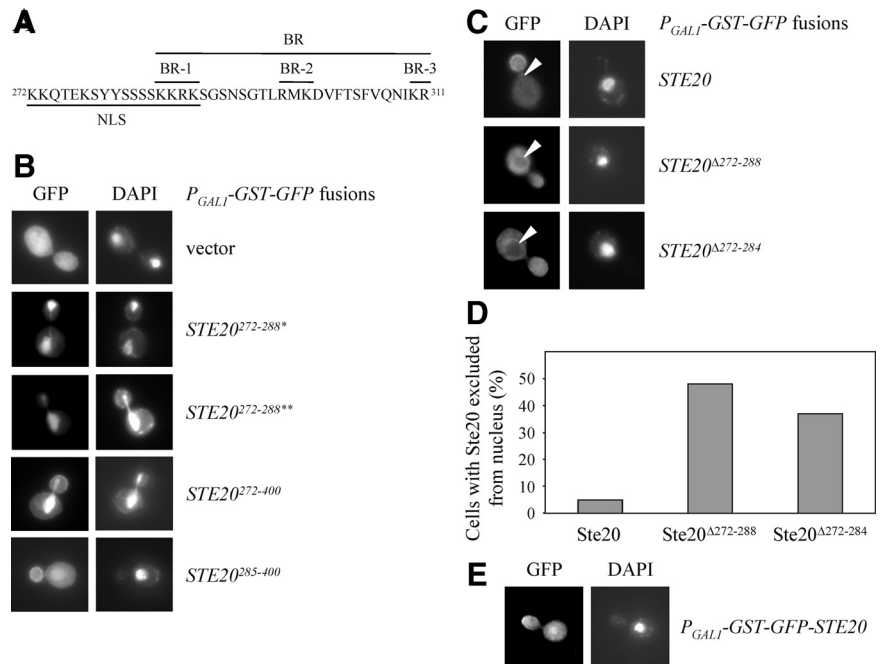 A
BR
BR-1 BR-2 BR-3
272KKQTEKSYYSSSSKKRKSGSNSGTLRMKDVFTSFVQNIKR311
NLS
B
GFP DAPI PGAL1-GST-GFP fusions
vector
STE20272-288*
STE20272-288**
STE20272-400
STE20285-400
C
GFP DAPI PGAL1-GST-GFP fusions
STE20
STE20Δ272-288
STE20Δ272-284
D
Cells with Ste20 excluded
from nucleus (%)
50
40
30
20
10
0
Ste20 Ste20Δ272-288 Ste20Δ272-284
E
GFP DAPI
PGAL1-GST-GFP-STE20